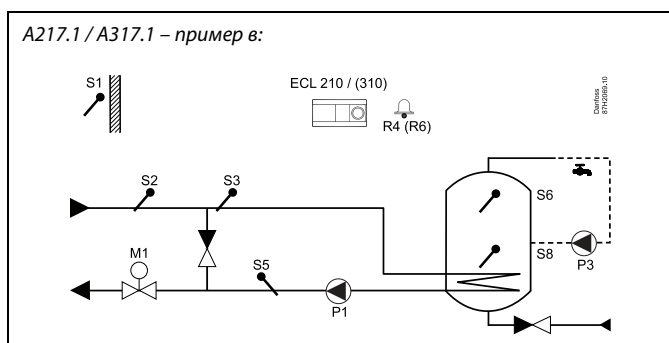 A217.1 / A317.1 – пример в:
S1
ECL 210 / (310)
R4 (R6)
Danfoss
87H2069.10
S2
S3
S6
M1
S5
S8
P1
P3